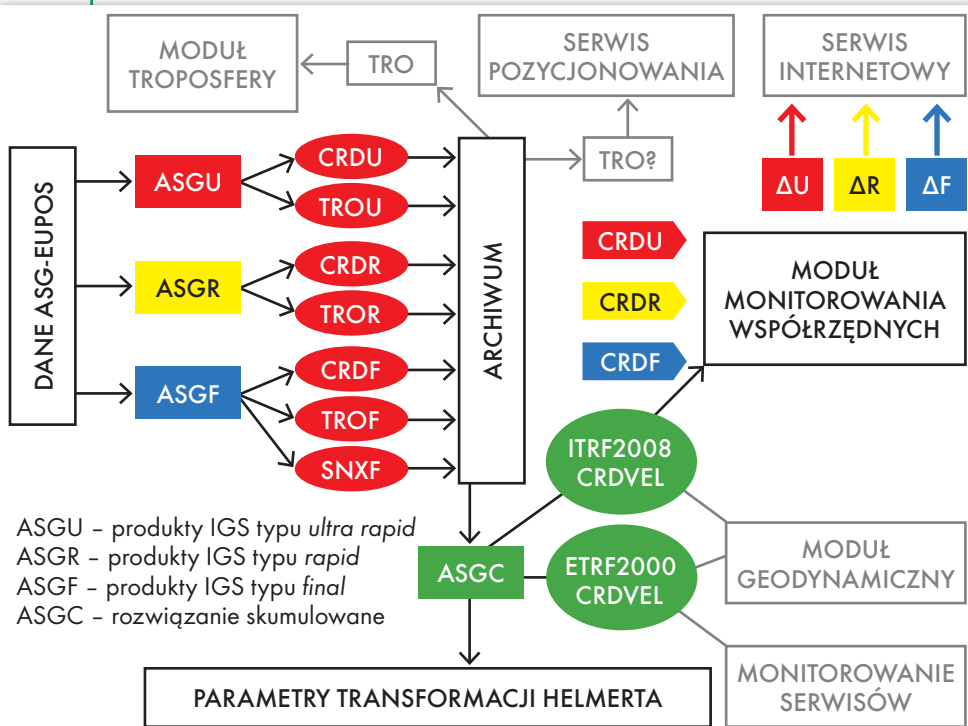 MODUŁ
TROPOSFERY
TRO
SERWIS
POZYCJONOWANIA
SERWIS
INTERNETOWY
TRO?
ΔU
ΔR
ΔF
DANE ASG-EUPOS
ASGU
ASGR
ASGF
CRDU
TROU
CRDR
TROR
CRDF
TROF
SNXF
ARCHIWUM
CRDU
CRDR
CRDF
MODUŁ
MONITOROWANIA
WSPÓŁRZĘDNYCH
ITRF2008
CRDVEL
ASGC
ETRF2000
CRDVEL
MODUŁ
GEODYNAMICZNY
MONITOROWANIE
SERWISÓW
ASGU – produkty IGS typu ultra rapid
ASGR – produkty IGS typu rapid
ASGF – produkty IGS typu final
ASGC – rozwiązanie skumulowane
PARAMETRY TRANSFORMACJI HELMERTA